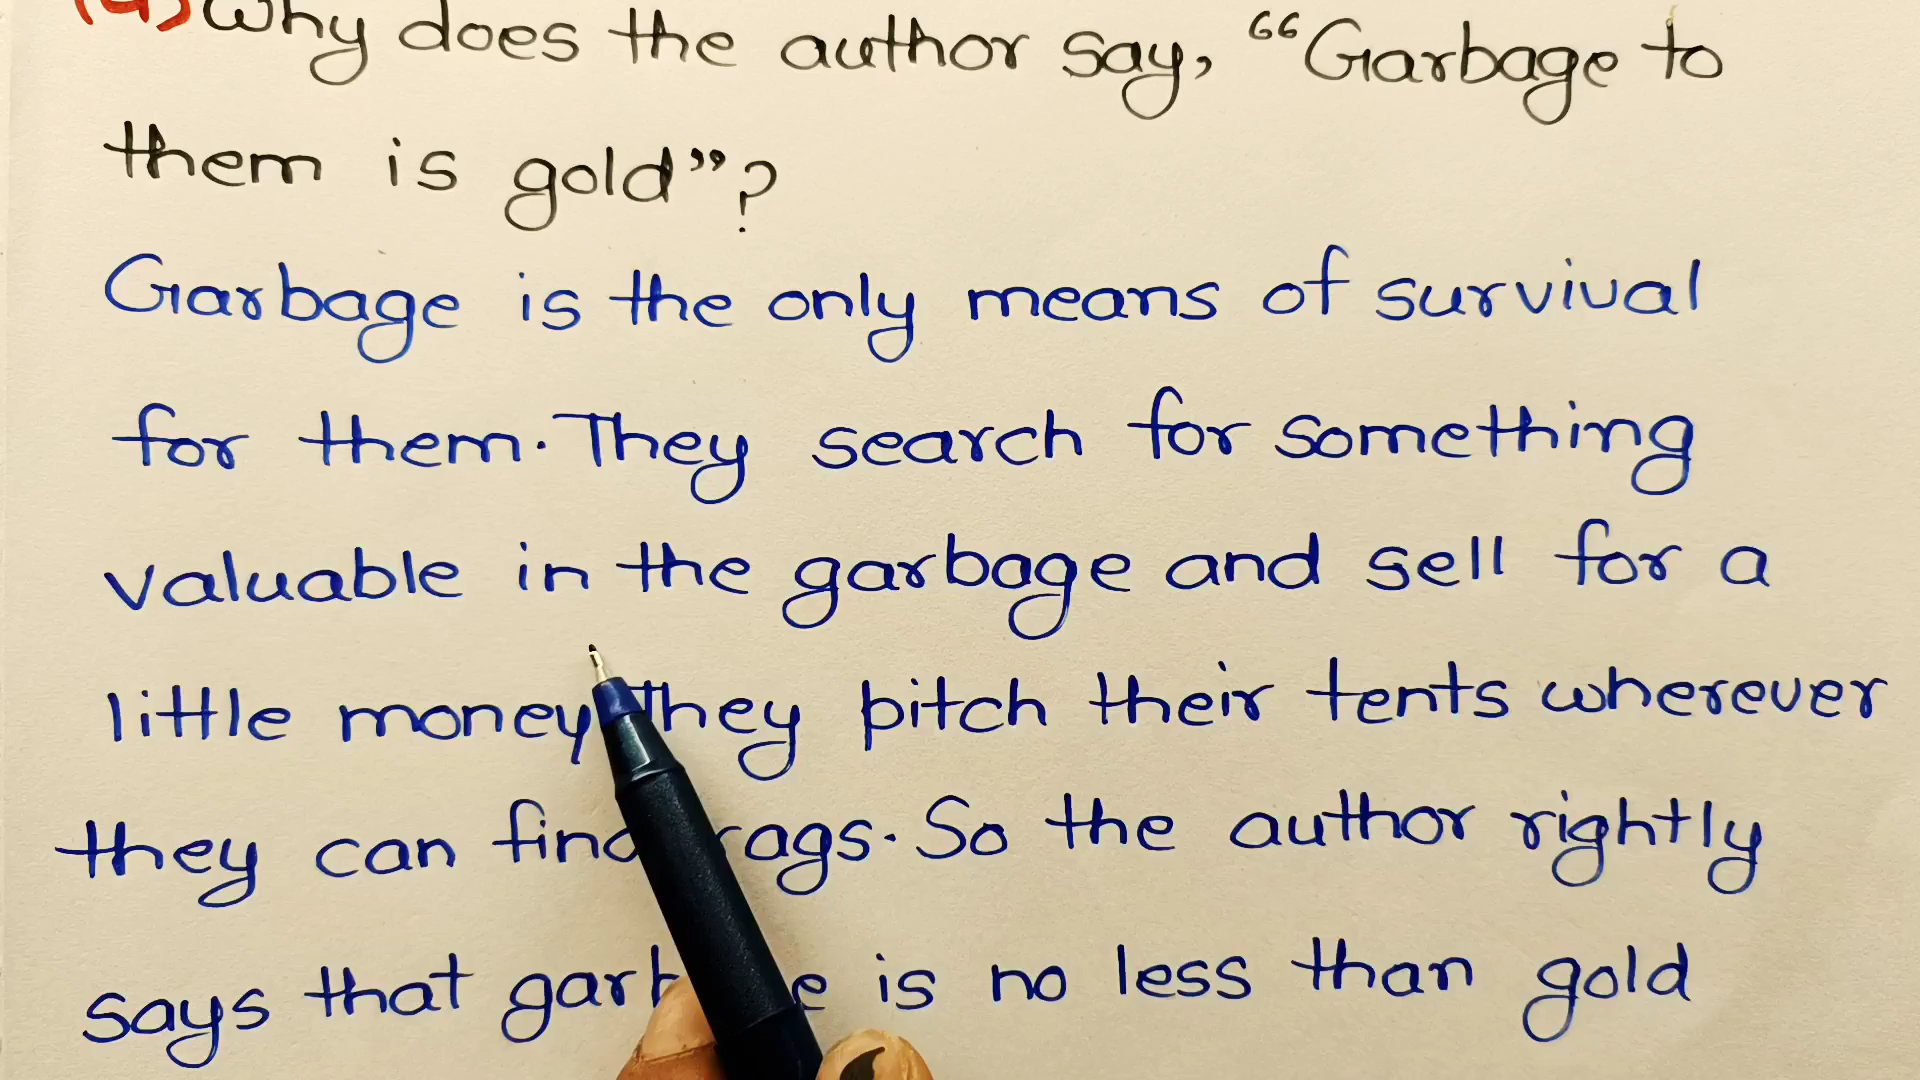 Why does the author say, “Garbage to
them is gold”?
Garbage is the only means of survival
for them. They search for something
valuable in the garbage and sell for a
little money They pitch their tents wherever
they can find rags. So the author rightly
says that garbage is no less than gold